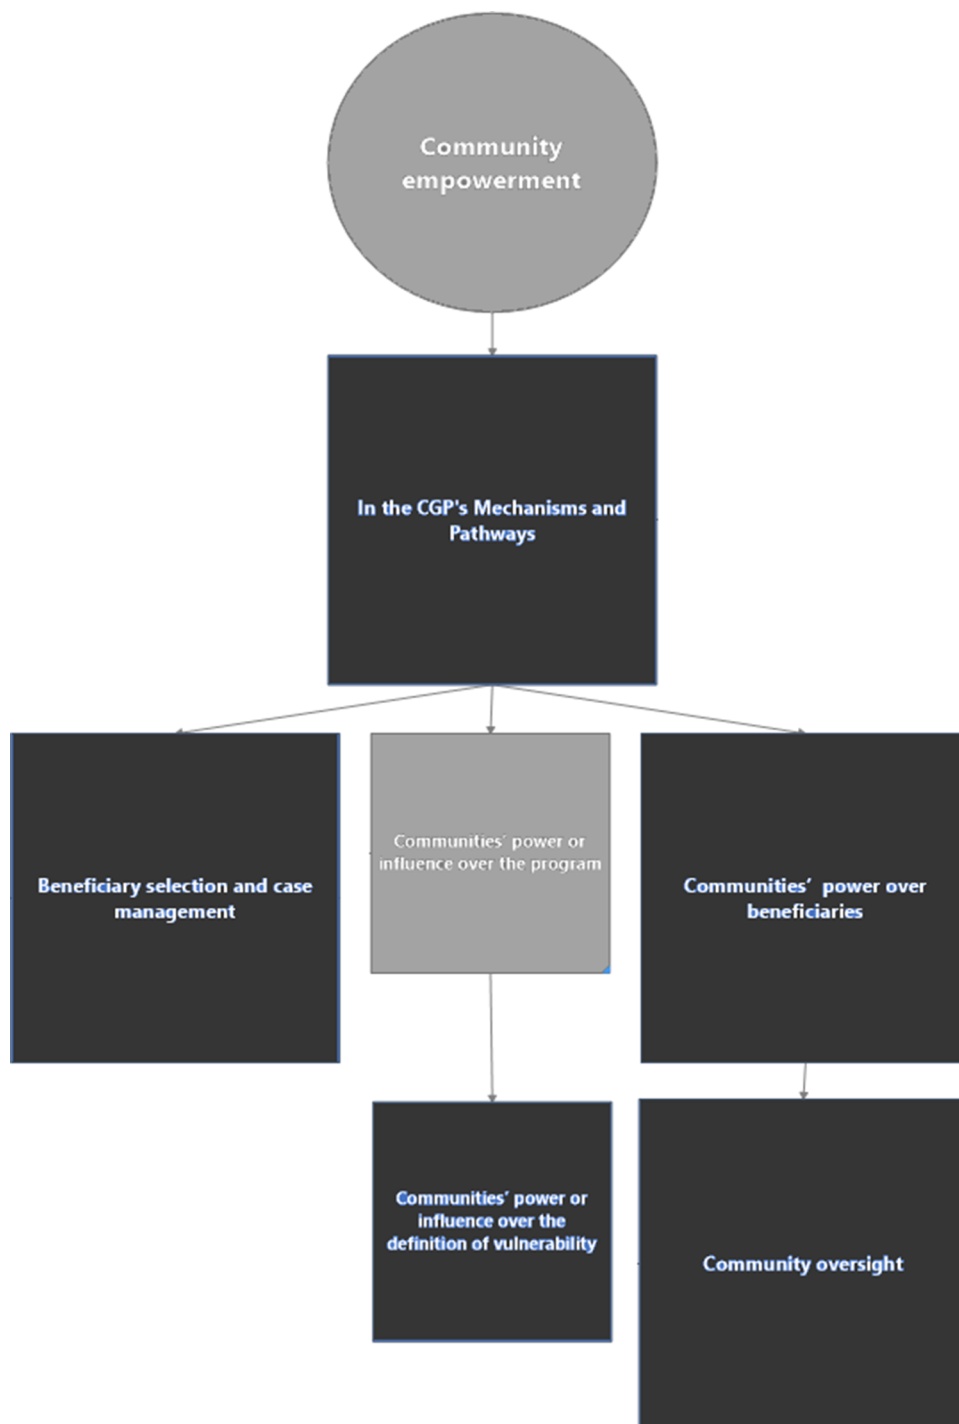 Community
empowerment
In the CGP's Mechanisms and
Pathways
Beneficiary selection and case
management
Communities' power or
influence over the program
Communities'  power over
beneficiaries
Communities' power or
influence over the
definition of vulnerability
Community oversight